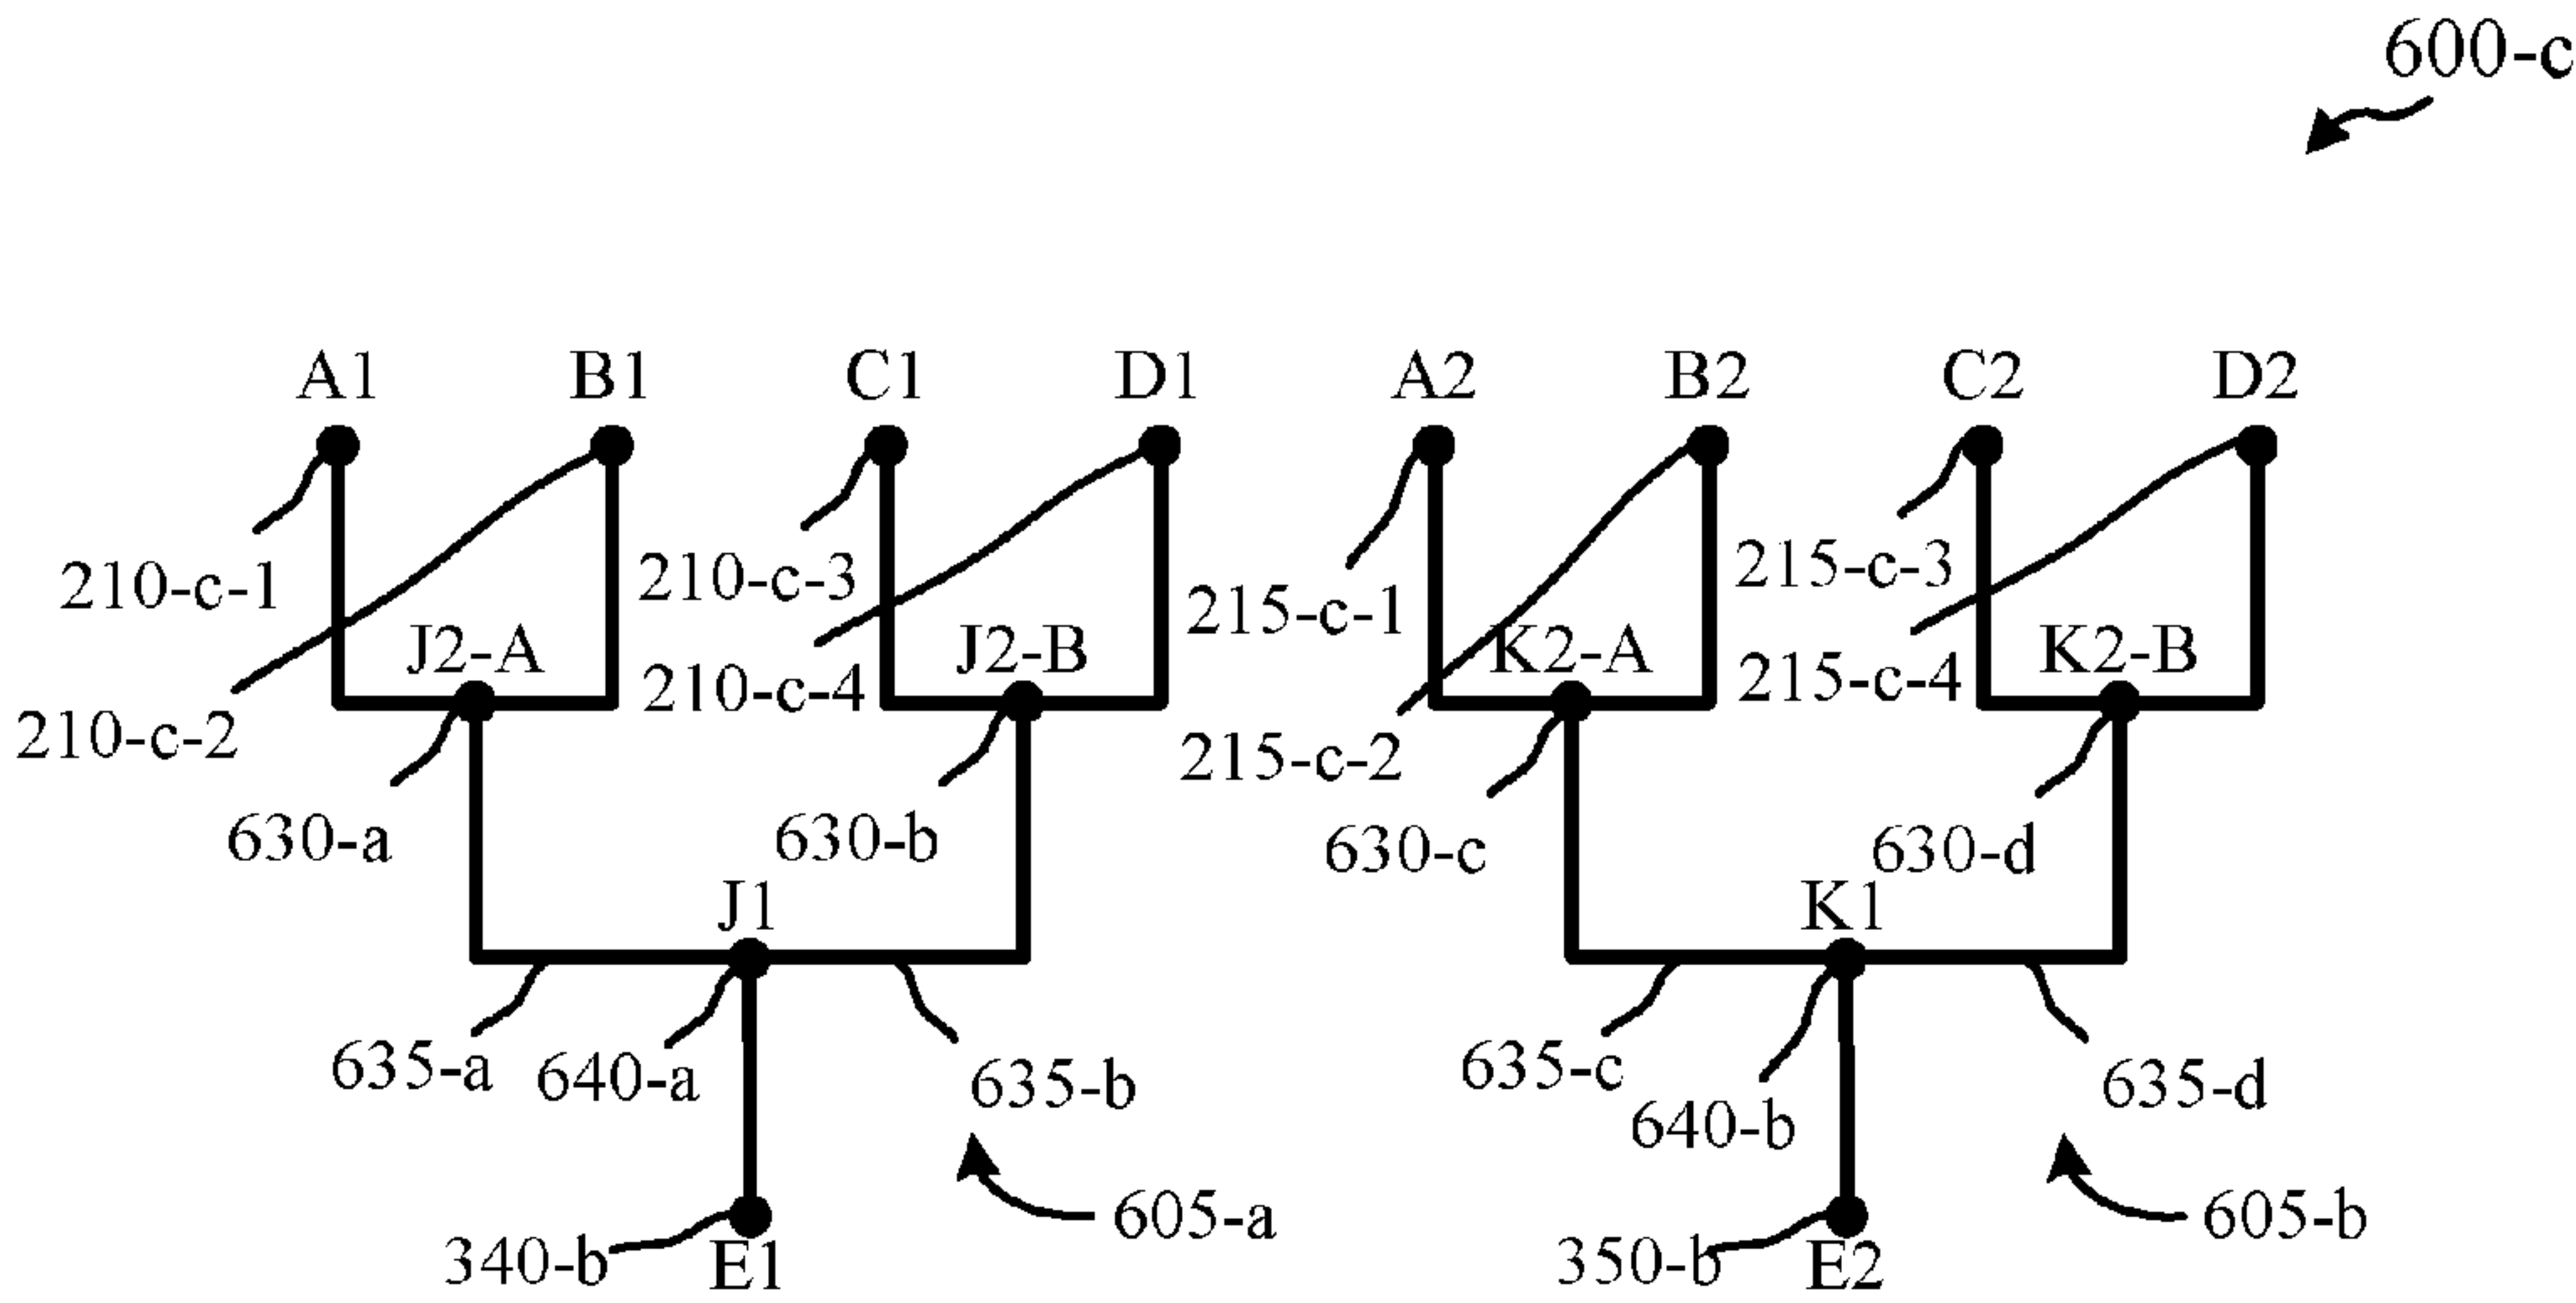 600-c
A1 B1 C1 D1 A2 B2 C2 D2
210-c-1 210-c-3 215-c-1 215-c-3
J2-A J2-B K2-A K2-B
210-c-2 210-c-4 215-c-2 215-c-4
630-a 630-b 630-c 630-d
J1 K1
635-a 640-a 635-b 635-c 640-b 635-d
605-a 605-b
340-b E1 350-b E2